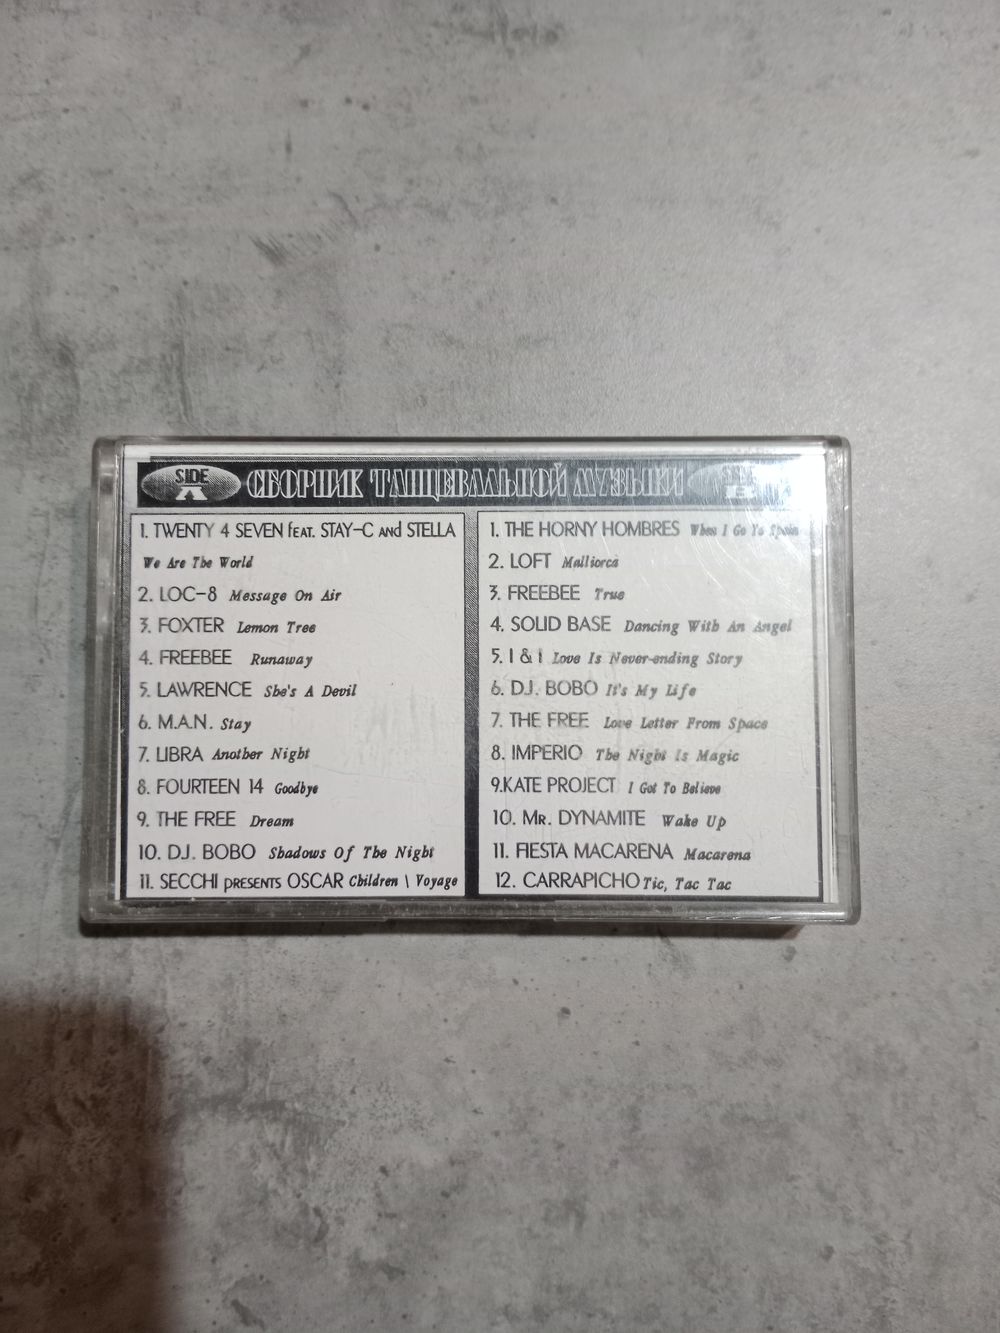 SIDE
A
СБОРНИК ТАНЦЕВАЛЬНОЙ МУЗЫКИ
B
1. TWENTY 4 SEVEN fEAT. STAY-C ANd STELLA
We Are The World
2. LOC-8 Message On Air
3. FOXTER Lemon Tree
4. FREEBEE Runaway
5. LAWRENCE She's A Devil
6. M.A.N. Stay
7. LIBRA Another Night
8. FOURTEEN 14 Goodbye
9. THE FREE Dream
10. DJ. BOBO Shadows Of The Night
11. SECCHI pRESENTS OSCAR Children \ Voyage
1. THE HORNY HOMBRES When I Go To Spain
2. LOFT Malliorca
3. FREEBEE True
4. SOLID BASE Dancing With An Angel
5. I & I Love Is Never-ending Story
6. DJ. BOBO It's My Life
7. THE FREE Love Letter From Space
8. IMPERIO The Night Is Magic
9.KATE PROJECT I Got To Believe
10. MR. DYNAMITE Wake Up
11. FIESTA MACARENA Macarena
12. CARRAPICHO Tic, Tac Tac